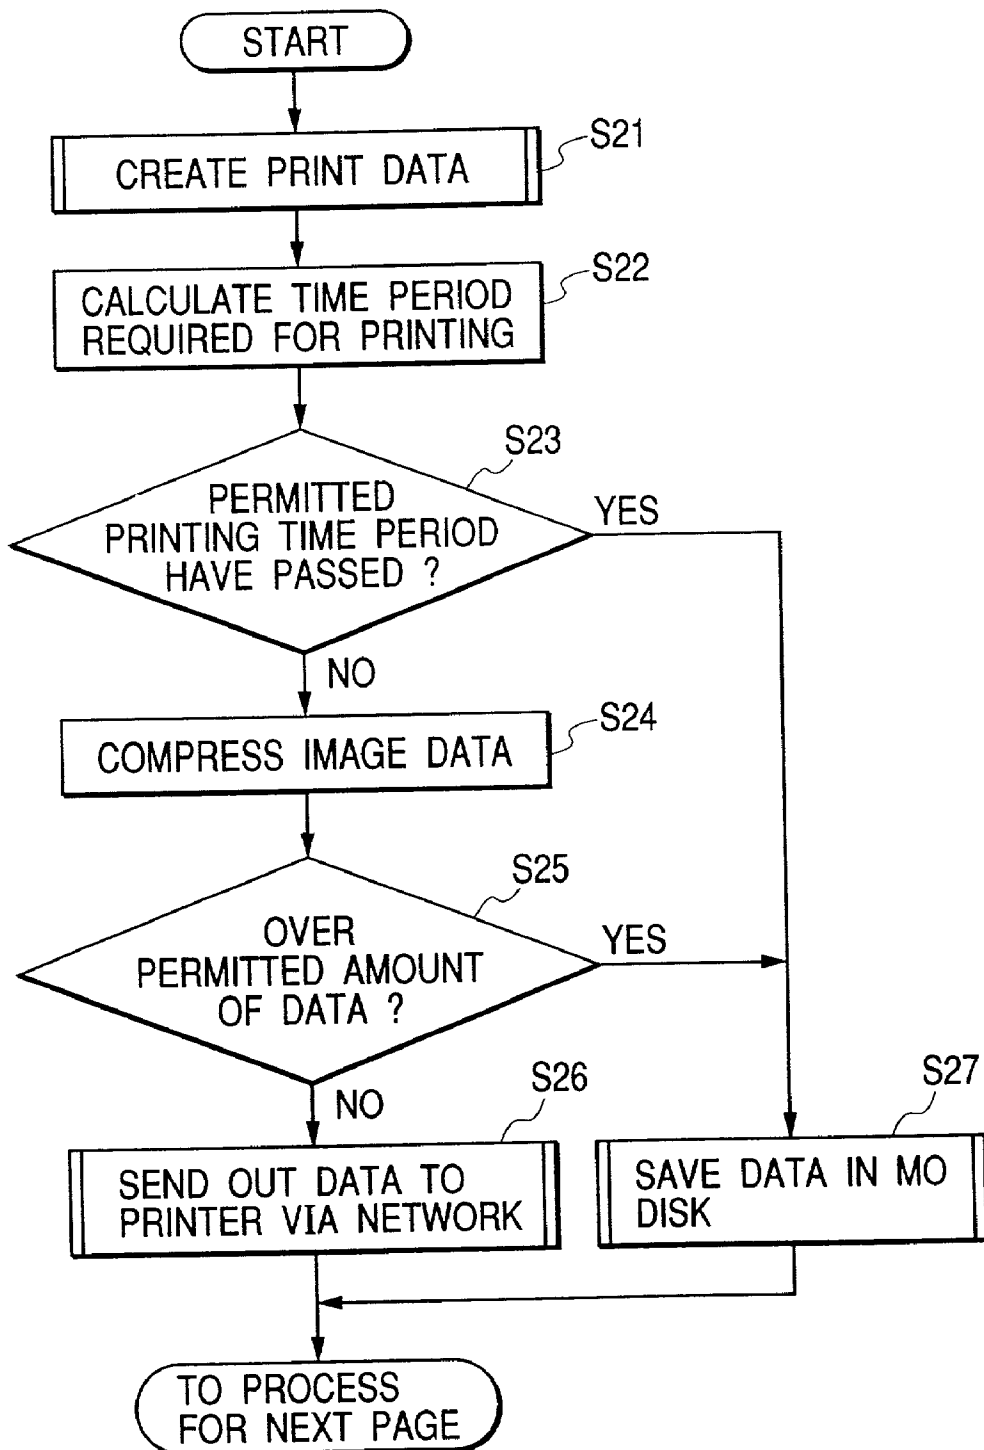 START
CREATE PRINT DATA
S21
CALCULATE TIME PERIOD
REQUIRED FOR PRINTING
S22
PERMITTED
PRINTING TIME PERIOD
HAVE PASSED ?
S23
YES
NO
COMPRESS IMAGE DATA
S24
OVER
PERMITTED AMOUNT
OF DATA ?
S25
YES
NO
SEND OUT DATA TO
PRINTER VIA NETWORK
S26
SAVE DATA IN MO
DISK
S27
TO PROCESS
FOR NEXT PAGE